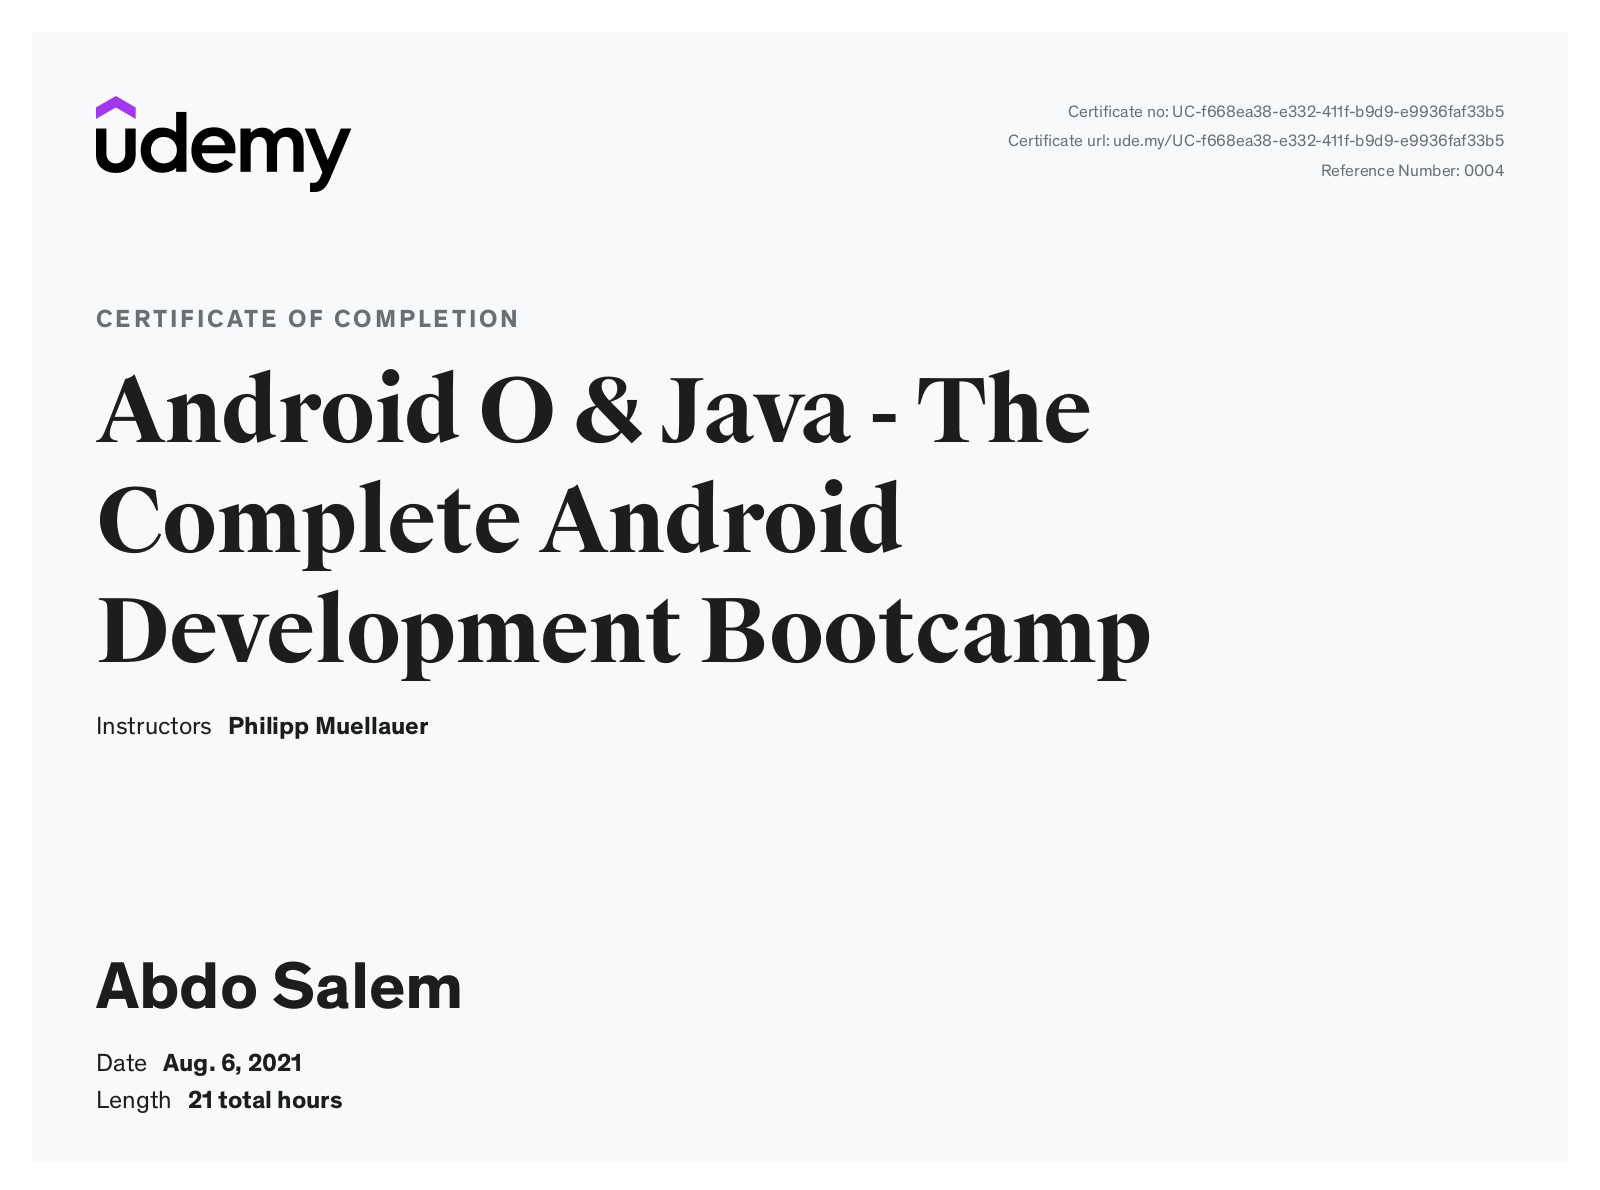 udemy
Certificate no: UC-f668ea38-e332-411f-b9d9-e9936faf33b5
Certificate url: ude.my/UC-f668ea38-e332-411f-b9d9-e9936faf33b5
Reference Number: 0004
CERTIFICATE OF COMPLETION
Android O & Java - The
Complete Android
Development Bootcamp
Instructors Philipp Muellauer
Abdo Salem
Date Aug. 6, 2021
Length 21 total hours